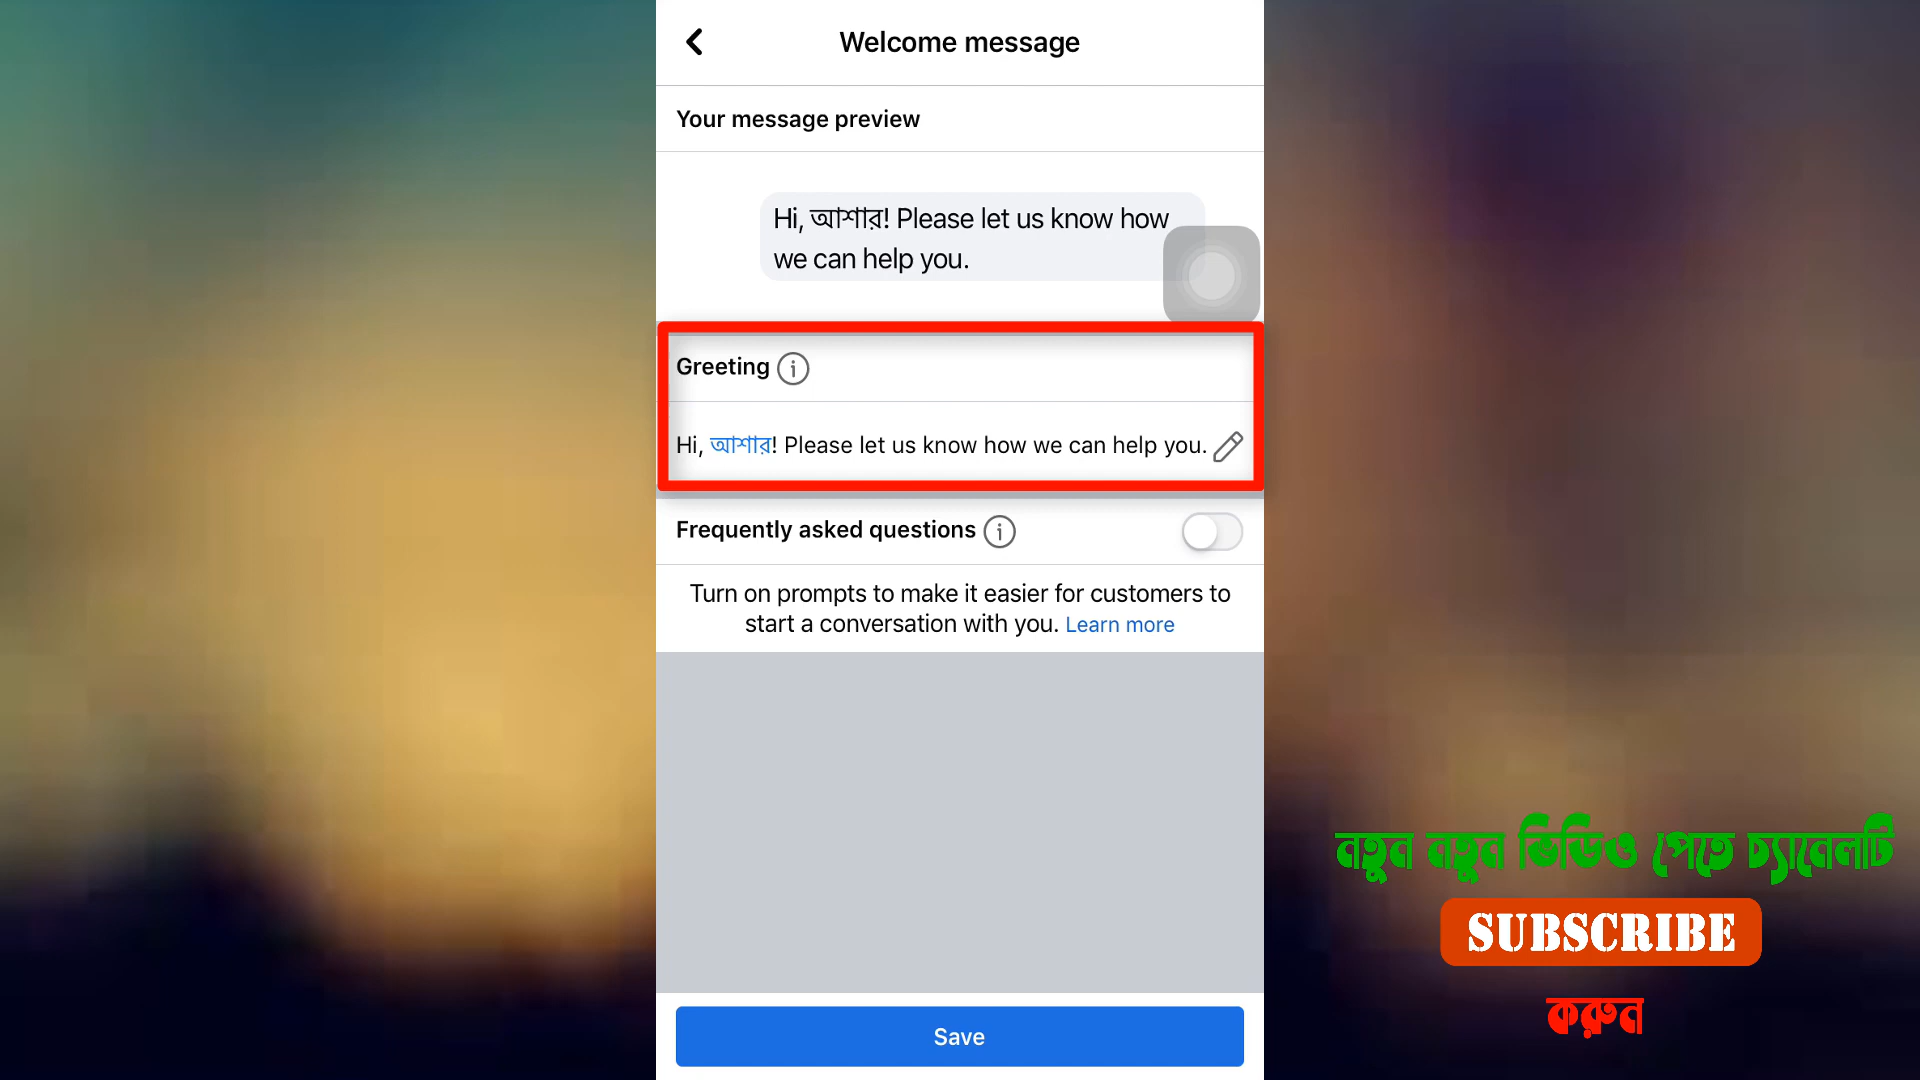 Welcome message
Your message preview
Hi, আশার! Please let us know how
we can help you.
Greeting
Hi, আশার! Please let us know how we can help you.
Frequently asked questions
Turn on prompts to make it easier for customers to
start a conversation with you. Learn more
Save
নতুন নতুন ভিডিও পেতে চ্যানেলটি
SUBSCRIBE
করুন